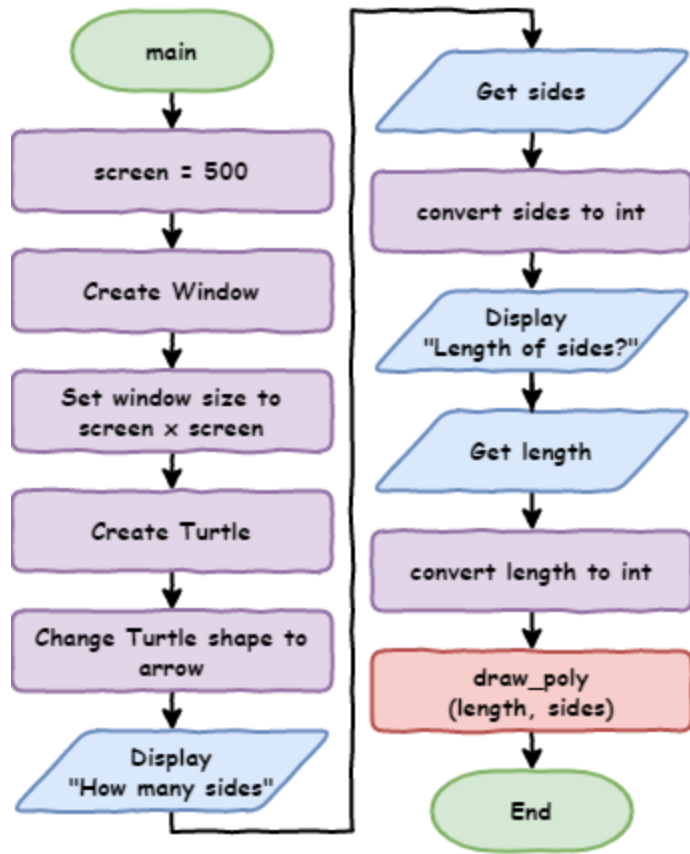 main
screen = 500
Create Window
Set window size to
screen x screen
Create Turtle
Change Turtle shape to
arrow
Display
"How many sides"
Get sides
convert sides to int
Display
"Length of sides?"
Get length
convert length to int
draw_poly
(length, sides)
End